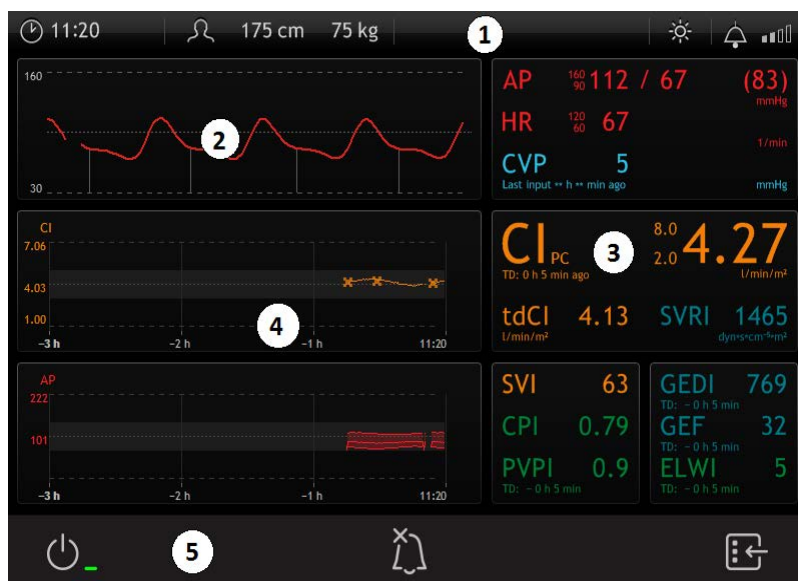 11:20 175 cm 75 kg 1
160
2
30
AP 160 90 112 / 67 (83)
mmHg
HR 120 60 67
1/min
CVP 5
Last input -- h -- min ago mmHg
CI
7.06
4.03
1.00
4
-3 h -2 h -1 h 11:20
CI PC 3 8.0 2.0 4.27
TD: 0 h 5 min ago l/min/m²
tdCI 4.13 SVRI 1465
l/min/m² dyn•s•cm⁻⁵•m²
AP
222
101
-3 h -2 h -1 h 11:20
SVI 63
CPI 0.79
PVPI 0.9
TD: - 0 h 5 min
GEDI 769
TD: - 0 h 5 min
GEF 32
TD: - 0 h 5 min
ELWI 5
TD: - 0 h 5 min
5